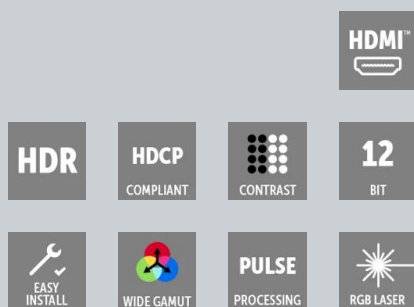 HDMI™
HDR
HDCP
COMPLIANT
CONTRAST
12
BIT
EASY
INSTALL
WIDE GAMUT
PULSE
PROCESSING
RGB LASER